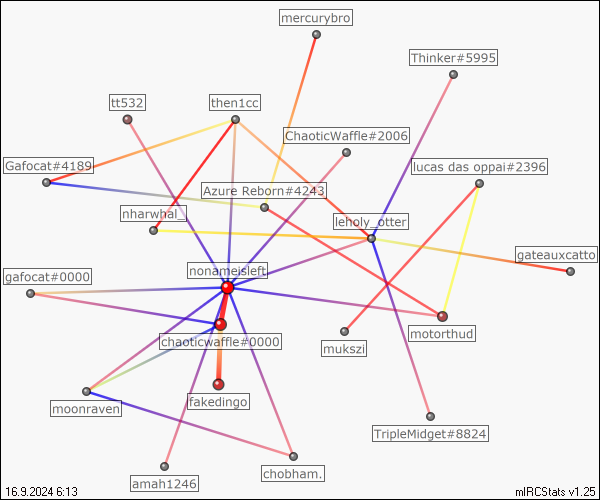 mercurybro
Thinker#5995
tt532
then1cc
ChaoticWaffle#2006
Gafocat#4189
lucas das oppai#2396
Azure Reborn#4243
nharwhal_
leholy_otter
gateauxcatto
nonameisleft
gafocat#0000
motorthud
chaoticwaffle#0000
mukszi
fakedingo
moonraven
TripleMidget#8824
chobham.
amah1246
16.9.2024 6:13
mIRCStats v1.25